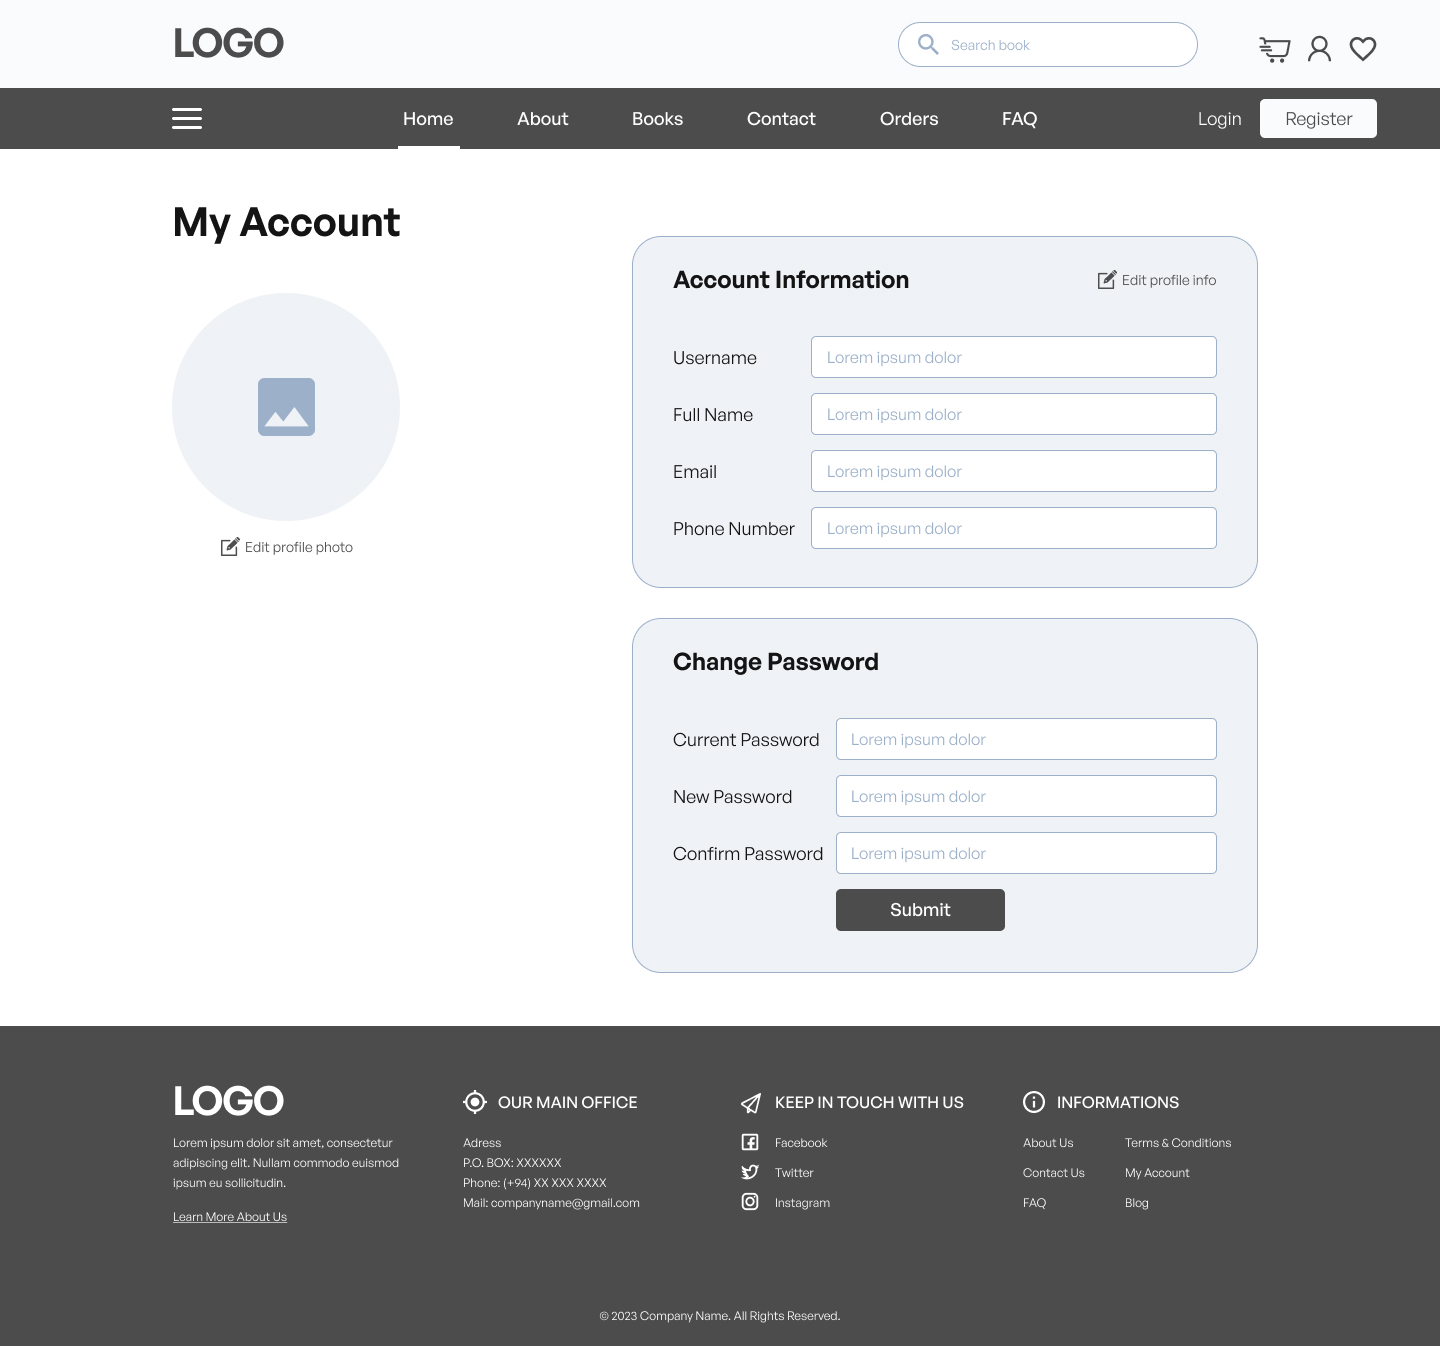 LOGO
Search book
Home About Books Contact Orders FAQ Login Register
My Account
Edit profile photo
Account Information
Edit profile info
Username Lorem ipsum dolor
Full Name Lorem ipsum dolor
Email Lorem ipsum dolor
Phone Number Lorem ipsum dolor
Change Password
Current Password Lorem ipsum dolor
New Password Lorem ipsum dolor
Confirm Password Lorem ipsum dolor
Submit
LOGO
Lorem ipsum dolor sit amet, consectetur
adipiscing elit. Nullam commodo euismod
ipsum eu sollicitudin.
Learn More About Us
OUR MAIN OFFICE
Adress
P.O. BOX: XXXXXX
Phone: (+94) XX XXX XXXX
Mail: companyname@gmail.com
KEEP IN TOUCH WITH US
Facebook
Twitter
Instagram
INFORMATIONS
About Us Terms & Conditions
Contact Us My Account
FAQ Blog
© 2023 Company Name. All Rights Reserved.